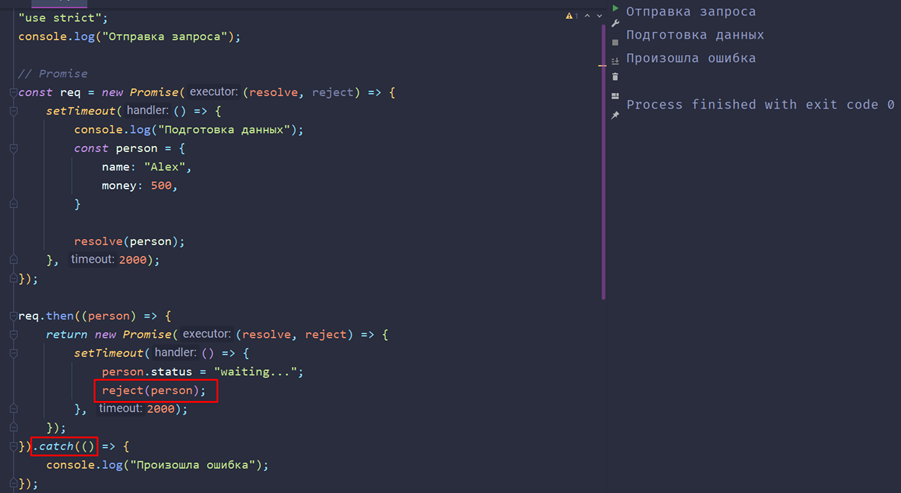 "use strict";
console.log("Отправка запроса");
// Promise
const req = new Promise( executor: (resolve, reject) => {
setTimeout( handler: () => {
console.log("Подготовка данных");
const person = {
name: "Alex",
money: 500,
}
resolve(person);
}, timeout: 2000);
});
req.then((person) => {
return new Promise( executor: (resolve, reject) => {
setTimeout( handler: () => {
person.status = "waiting...";
reject(person);
}, timeout: 2000);
});
}).catch(() => {
console.log("Произошла ошибка");
});
1
Отправка запроса
Подготовка данных
Произошла ошибка
Process finished with exit code 0